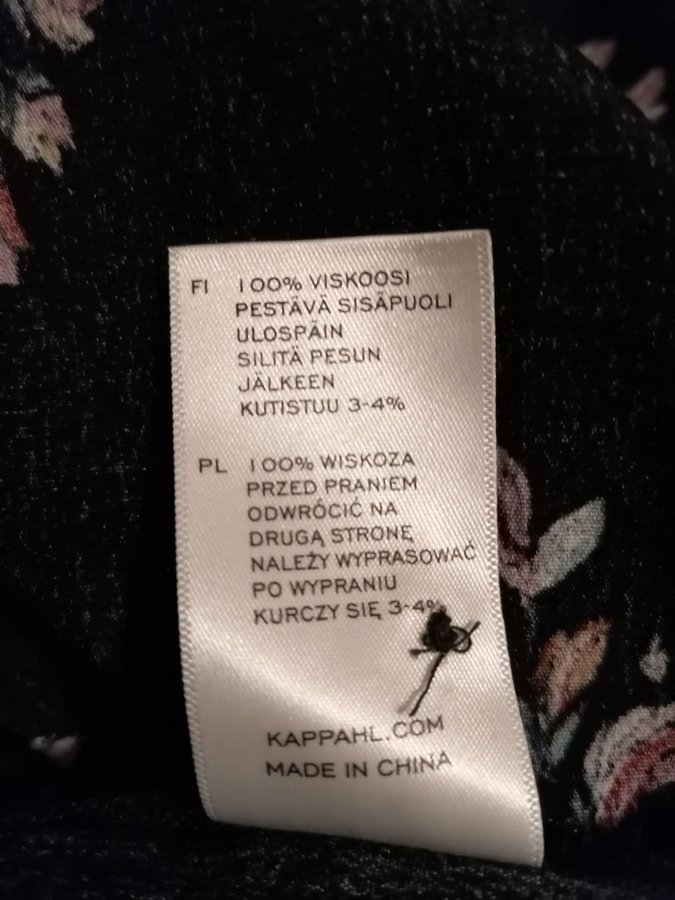 FI 100% VISKOOSI
PESTÄVÄ SISÄPUOLI
ULOSPÄIN
SILITÄ PESUN
JÄLKEEN
KUTISTUU 3-4%
PL 100% WISKOZA
PRZED PRANIEM
ODWRÓCIĆ NA
DRUGĄ STRONĘ
NALEŻY WYPRASOWAĆ
PO WYPRANIU
KURCZY SIĘ 3-4%
KAPPAHL.COM
MADE IN CHINA